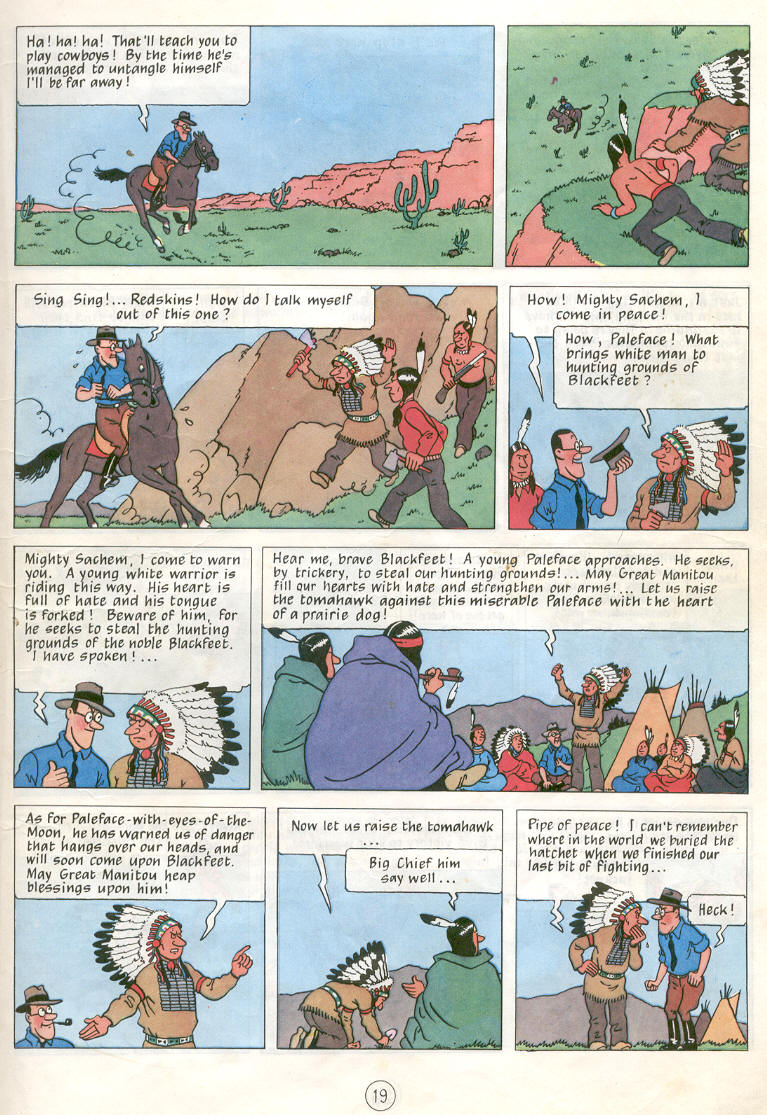 Ha! ha! ha! That'll teach you to
play cowboys! By the time he's
managed to untangle himself
I'll be far away!
Sing Sing!... Redskins! How do I talk myself
out of this one?
How! Mighty Sachem, I
come in peace!
How, Paleface! What
brings white man to
hunting grounds of
Blackfeet?
Mighty Sachem, I come to warn
you. A young white warrior is
riding this way. His heart is
full of hate and his tongue
is forked! Beware of him, for
he seeks to steal the hunting
grounds of the noble Blackfeet.
I have spoken!...
Hear me, brave Blackfeet! A young Paleface approaches. He seeks,
by trickery, to steal our hunting grounds!... May Great Manitou
fill our hearts with hate and strengthen our arms!... Let us raise
the tomahawk against this miserable Paleface with the heart
of a prairie dog!
As for Paleface-with-eyes-of-the-
Moon, he has warned us of danger
that hangs over our heads, and
will soon come upon Blackfeet.
May Great Manitou heap
blessings upon him!
Now let us raise the tomahawk
...
Big Chief him
say well...
Pipe of peace! I can't remember
where in the world we buried the
hatchet when we finished our
last bit of fighting...
Heck!
19